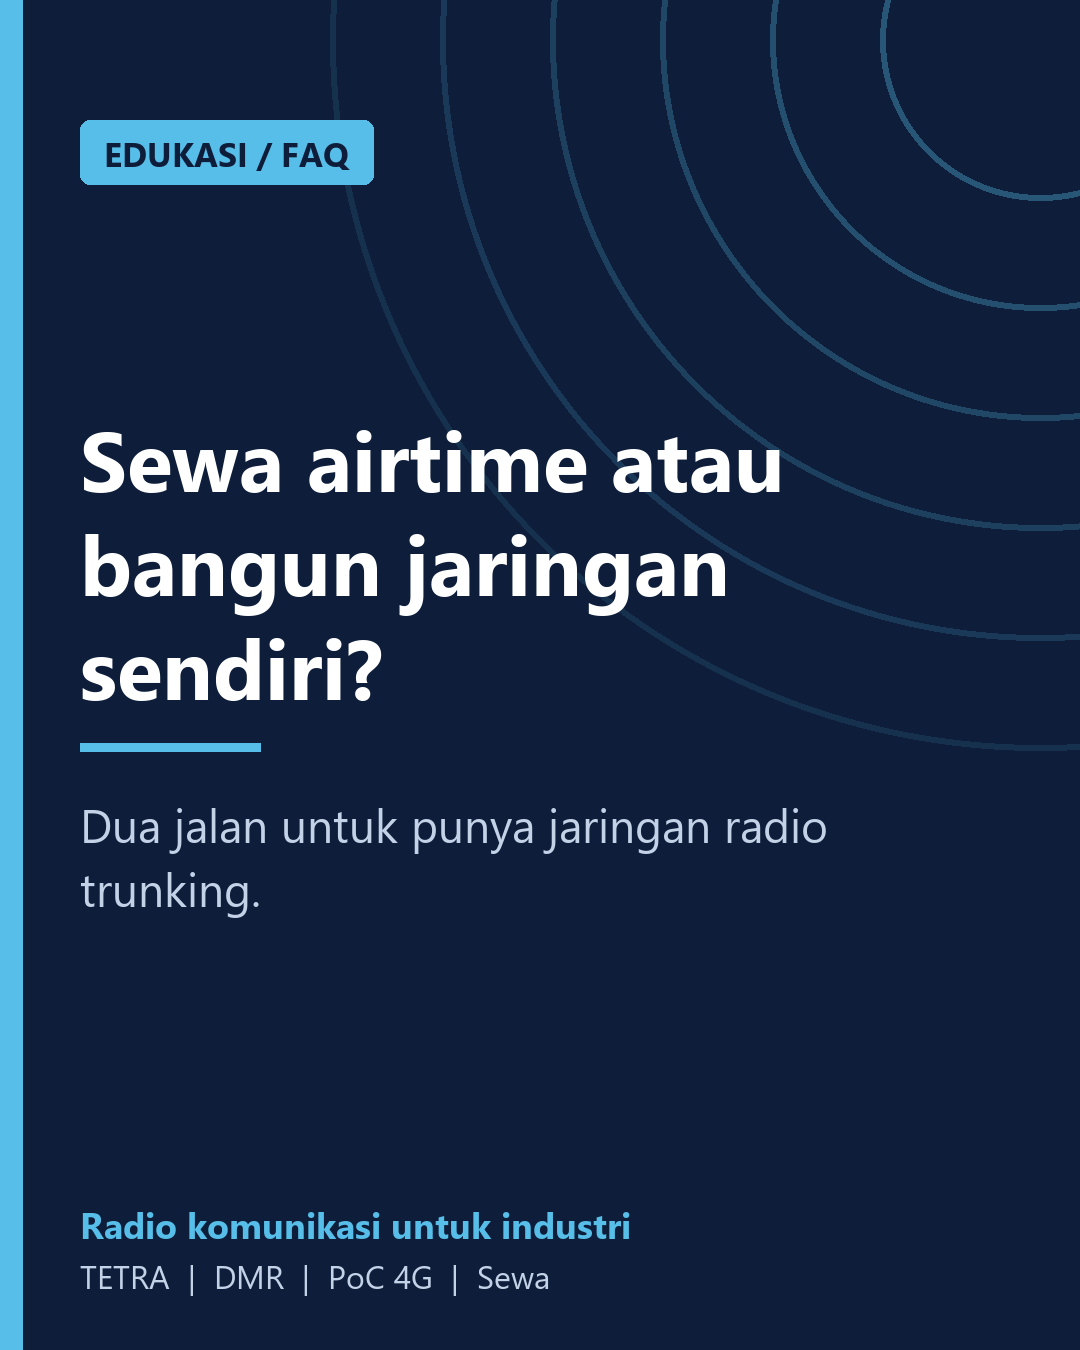 EDUKASI / FAQ
Sewa airtime atau
bangun jaringan
sendiri?
Dua jalan untuk punya jaringan radio
trunking.
Radio komunikasi untuk industri
TETRA | DMR | PoC 4G | Sewa